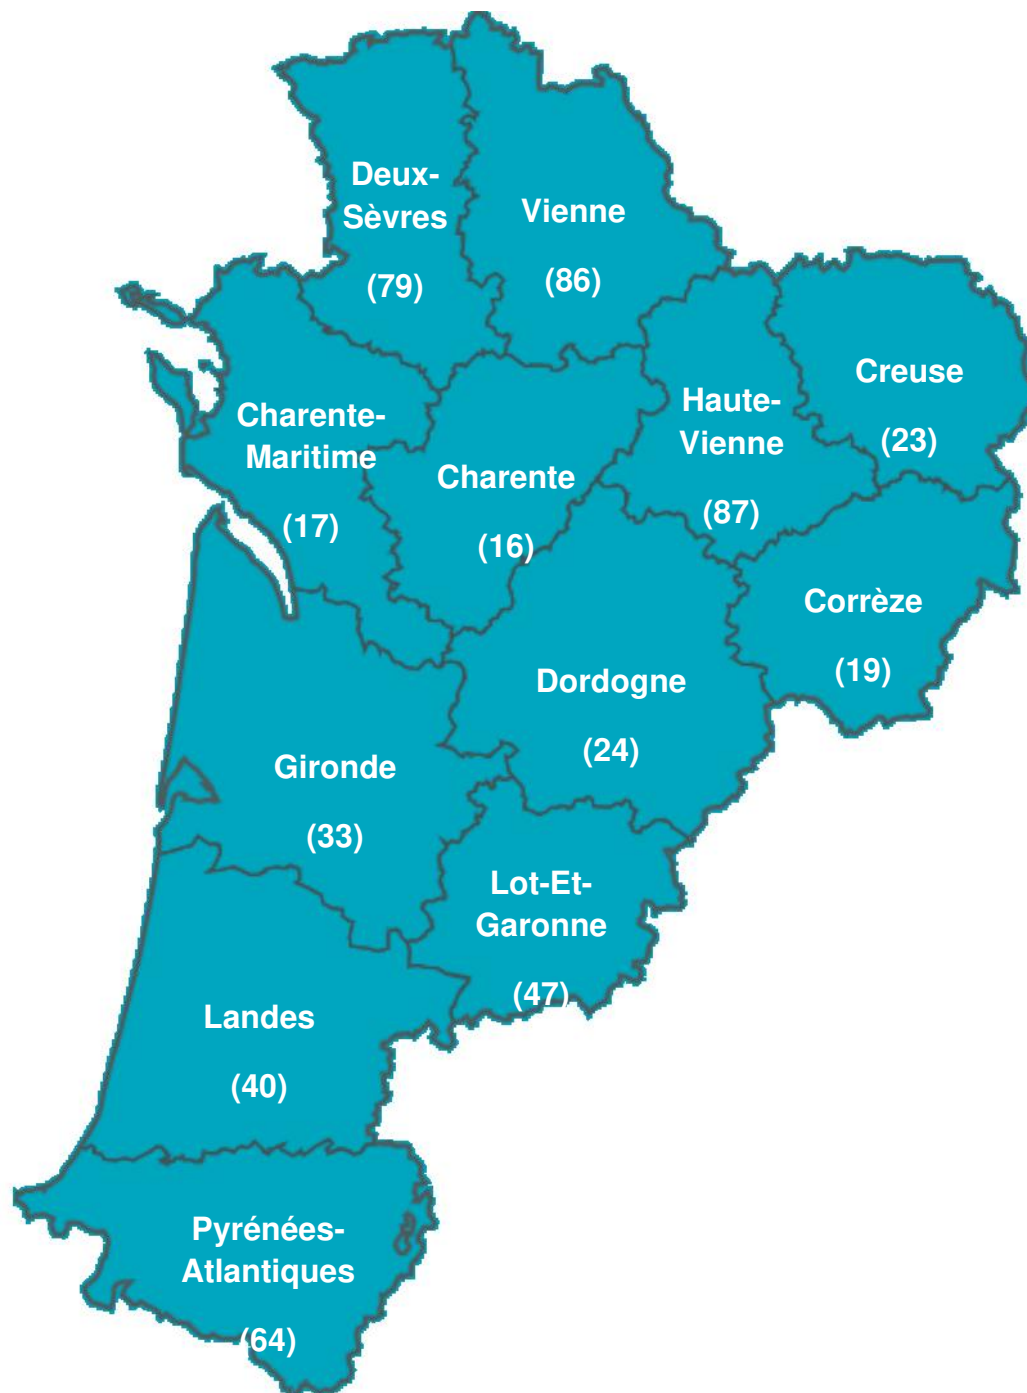 Deux-
Sèvres
(79)
Vienne
(86)
Creuse
(23)
Haute-
Vienne
(87)
Charente-
Maritime
(17)
Charente
(16)
Corrèze
(19)
Dordogne
(24)
Gironde
(33)
Lot-Et-
Garonne
(47)
Landes
(40)
Pyrénées-
Atlantiques
(64)